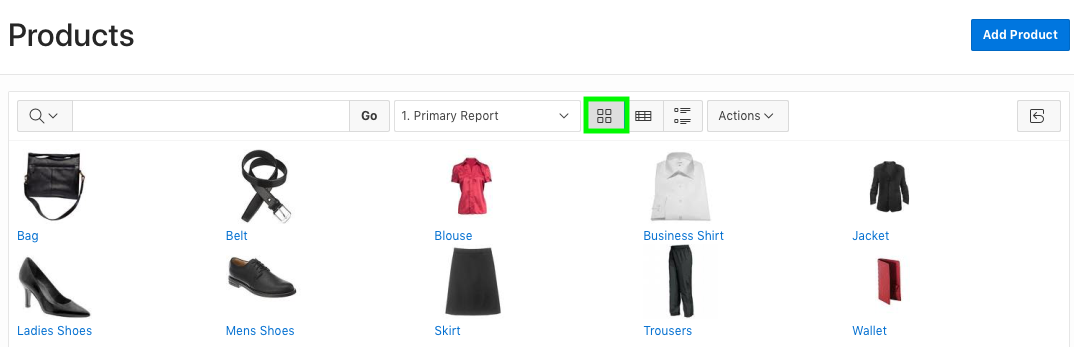 Products
Add Product
Go
1. Primary Report
Actions
Bag
Belt
Blouse
Business Shirt
Jacket
Ladies Shoes
Mens Shoes
Skirt
Trousers
Wallet